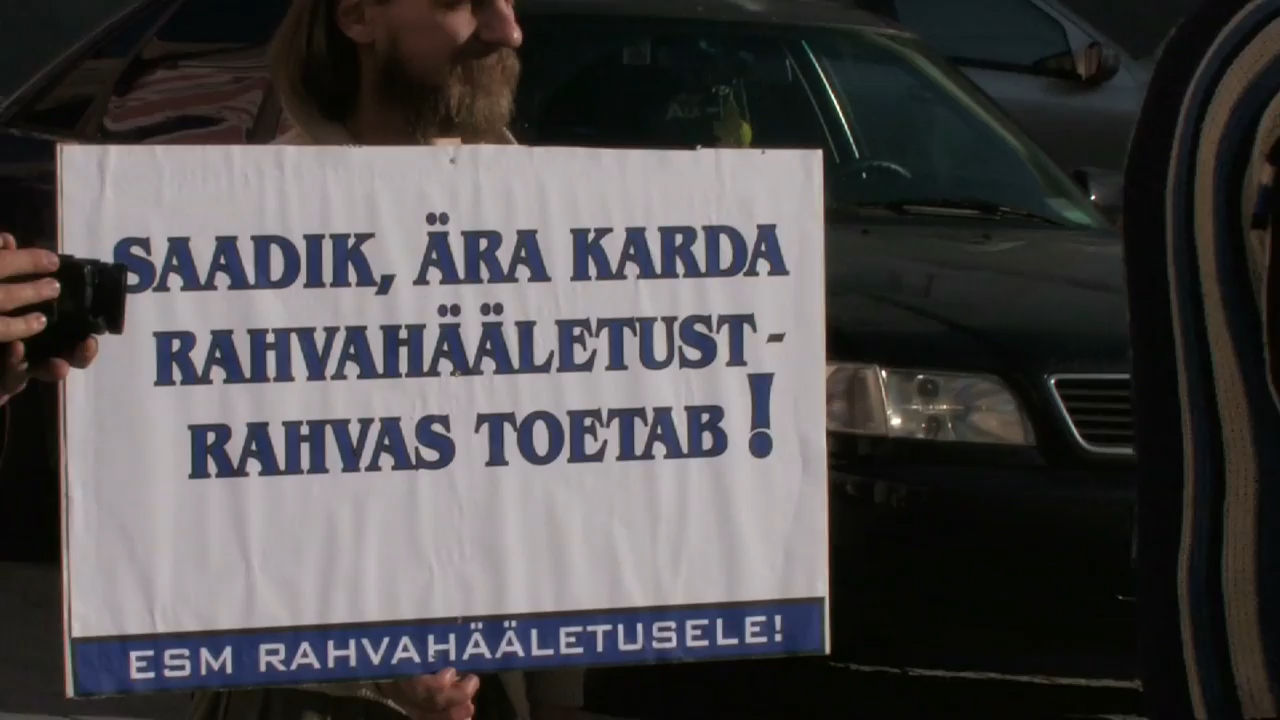 SAADIK, ÄRA KARDA
RAHVAHÄÄLETUST-
RAHVAS TOETAB!
ESM RAHVAHÄÄLETUSELE!